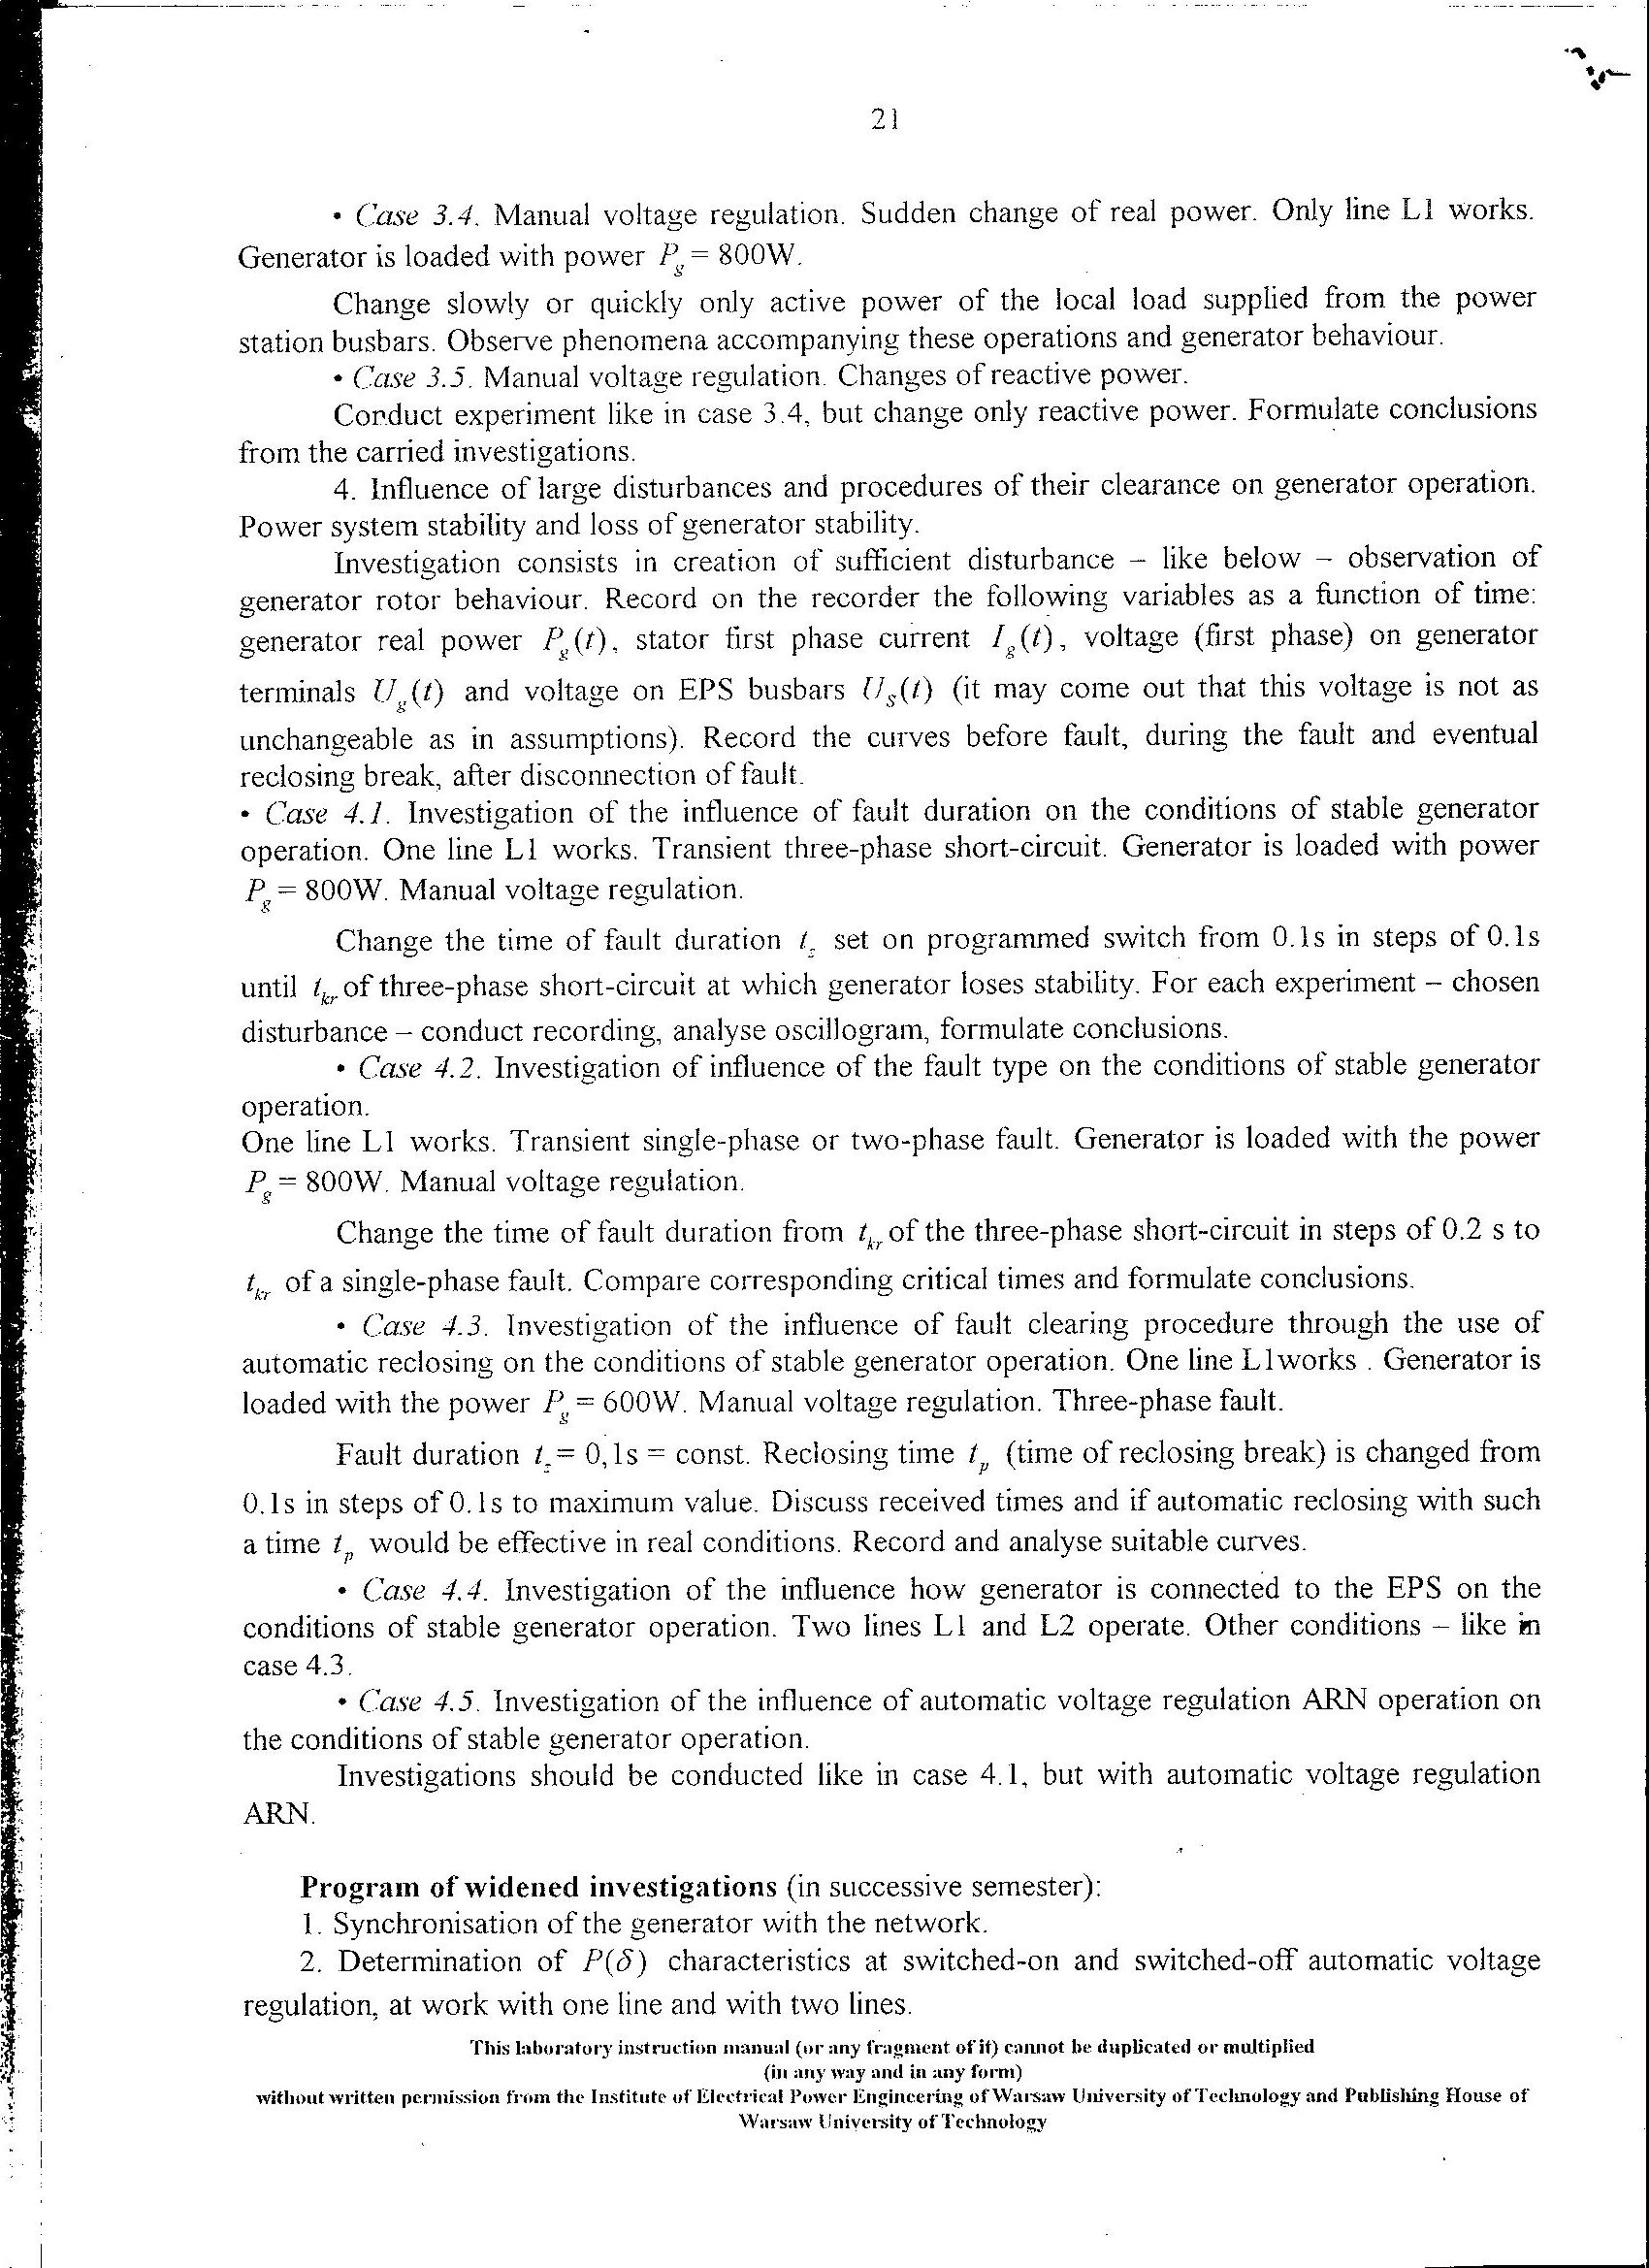 21
• Case 3.4. Manual voltage regulation. Sudden change of real power. Only line L1 works.
Generator is loaded with power P_g = 800W.
Change slowly or quickly only active power of the local load supplied from the power
station busbars. Observe phenomena accompanying these operations and generator behaviour.
• Case 3.5. Manual voltage regulation. Changes of reactive power.
Conduct experiment like in case 3.4, but change only reactive power. Formulate conclusions
from the carried investigations.
4. Influence of large disturbances and procedures of their clearance on generator operation.
Power system stability and loss of generator stability.
Investigation consists in creation of sufficient disturbance – like below – observation of
generator rotor behaviour. Record on the recorder the following variables as a function of time:
generator real power P_g(t), stator first phase current I_g(t), voltage (first phase) on generator
terminals U_g(t) and voltage on EPS busbars U_S(t) (it may come out that this voltage is not as
unchangeable as in assumptions). Record the curves before fault, during the fault and eventual
reclosing break, after disconnection of fault.
• Case 4.1. Investigation of the influence of fault duration on the conditions of stable generator
operation. One line L1 works. Transient three-phase short-circuit. Generator is loaded with power
P_g = 800W. Manual voltage regulation.
Change the time of fault duration t_z set on programmed switch from 0.1s in steps of 0.1s
until t_kr of three-phase short-circuit at which generator loses stability. For each experiment – chosen
disturbance – conduct recording, analyse oscillogram, formulate conclusions.
• Case 4.2. Investigation of influence of the fault type on the conditions of stable generator
operation.
One line L1 works. Transient single-phase or two-phase fault. Generator is loaded with the power
P_g = 800W. Manual voltage regulation.
Change the time of fault duration from t_kr of the three-phase short-circuit in steps of 0.2 s to
t_kr of a single-phase fault. Compare corresponding critical times and formulate conclusions.
• Case 4.3. Investigation of the influence of fault clearing procedure through the use of
automatic reclosing on the conditions of stable generator operation. One line L1works . Generator is
loaded with the power P_g = 600W. Manual voltage regulation. Three-phase fault.
Fault duration t_z = 0,1s = const. Reclosing time t_p (time of reclosing break) is changed from
0.1s in steps of 0.1s to maximum value. Discuss received times and if automatic reclosing with such
a time t_p would be effective in real conditions. Record and analyse suitable curves.
• Case 4.4. Investigation of the influence how generator is connected to the EPS on the
conditions of stable generator operation. Two lines L1 and L2 operate. Other conditions – like in
case 4.3.
• Case 4.5. Investigation of the influence of automatic voltage regulation ARN operation on
the conditions of stable generator operation.
Investigations should be conducted like in case 4.1, but with automatic voltage regulation
ARN.
Program of widened investigations (in successive semester):
1. Synchronisation of the generator with the network.
2. Determination of P(δ) characteristics at switched-on and switched-off automatic voltage
regulation, at work with one line and with two lines.
This laboratory instruction manual (or any fragment of it) cannot be duplicated or multiplied
(in any way and in any form)
without written permission from the Institute of Electrical Power Engineering of Warsaw University of Technology and Publishing House of
Warsaw University of Technology